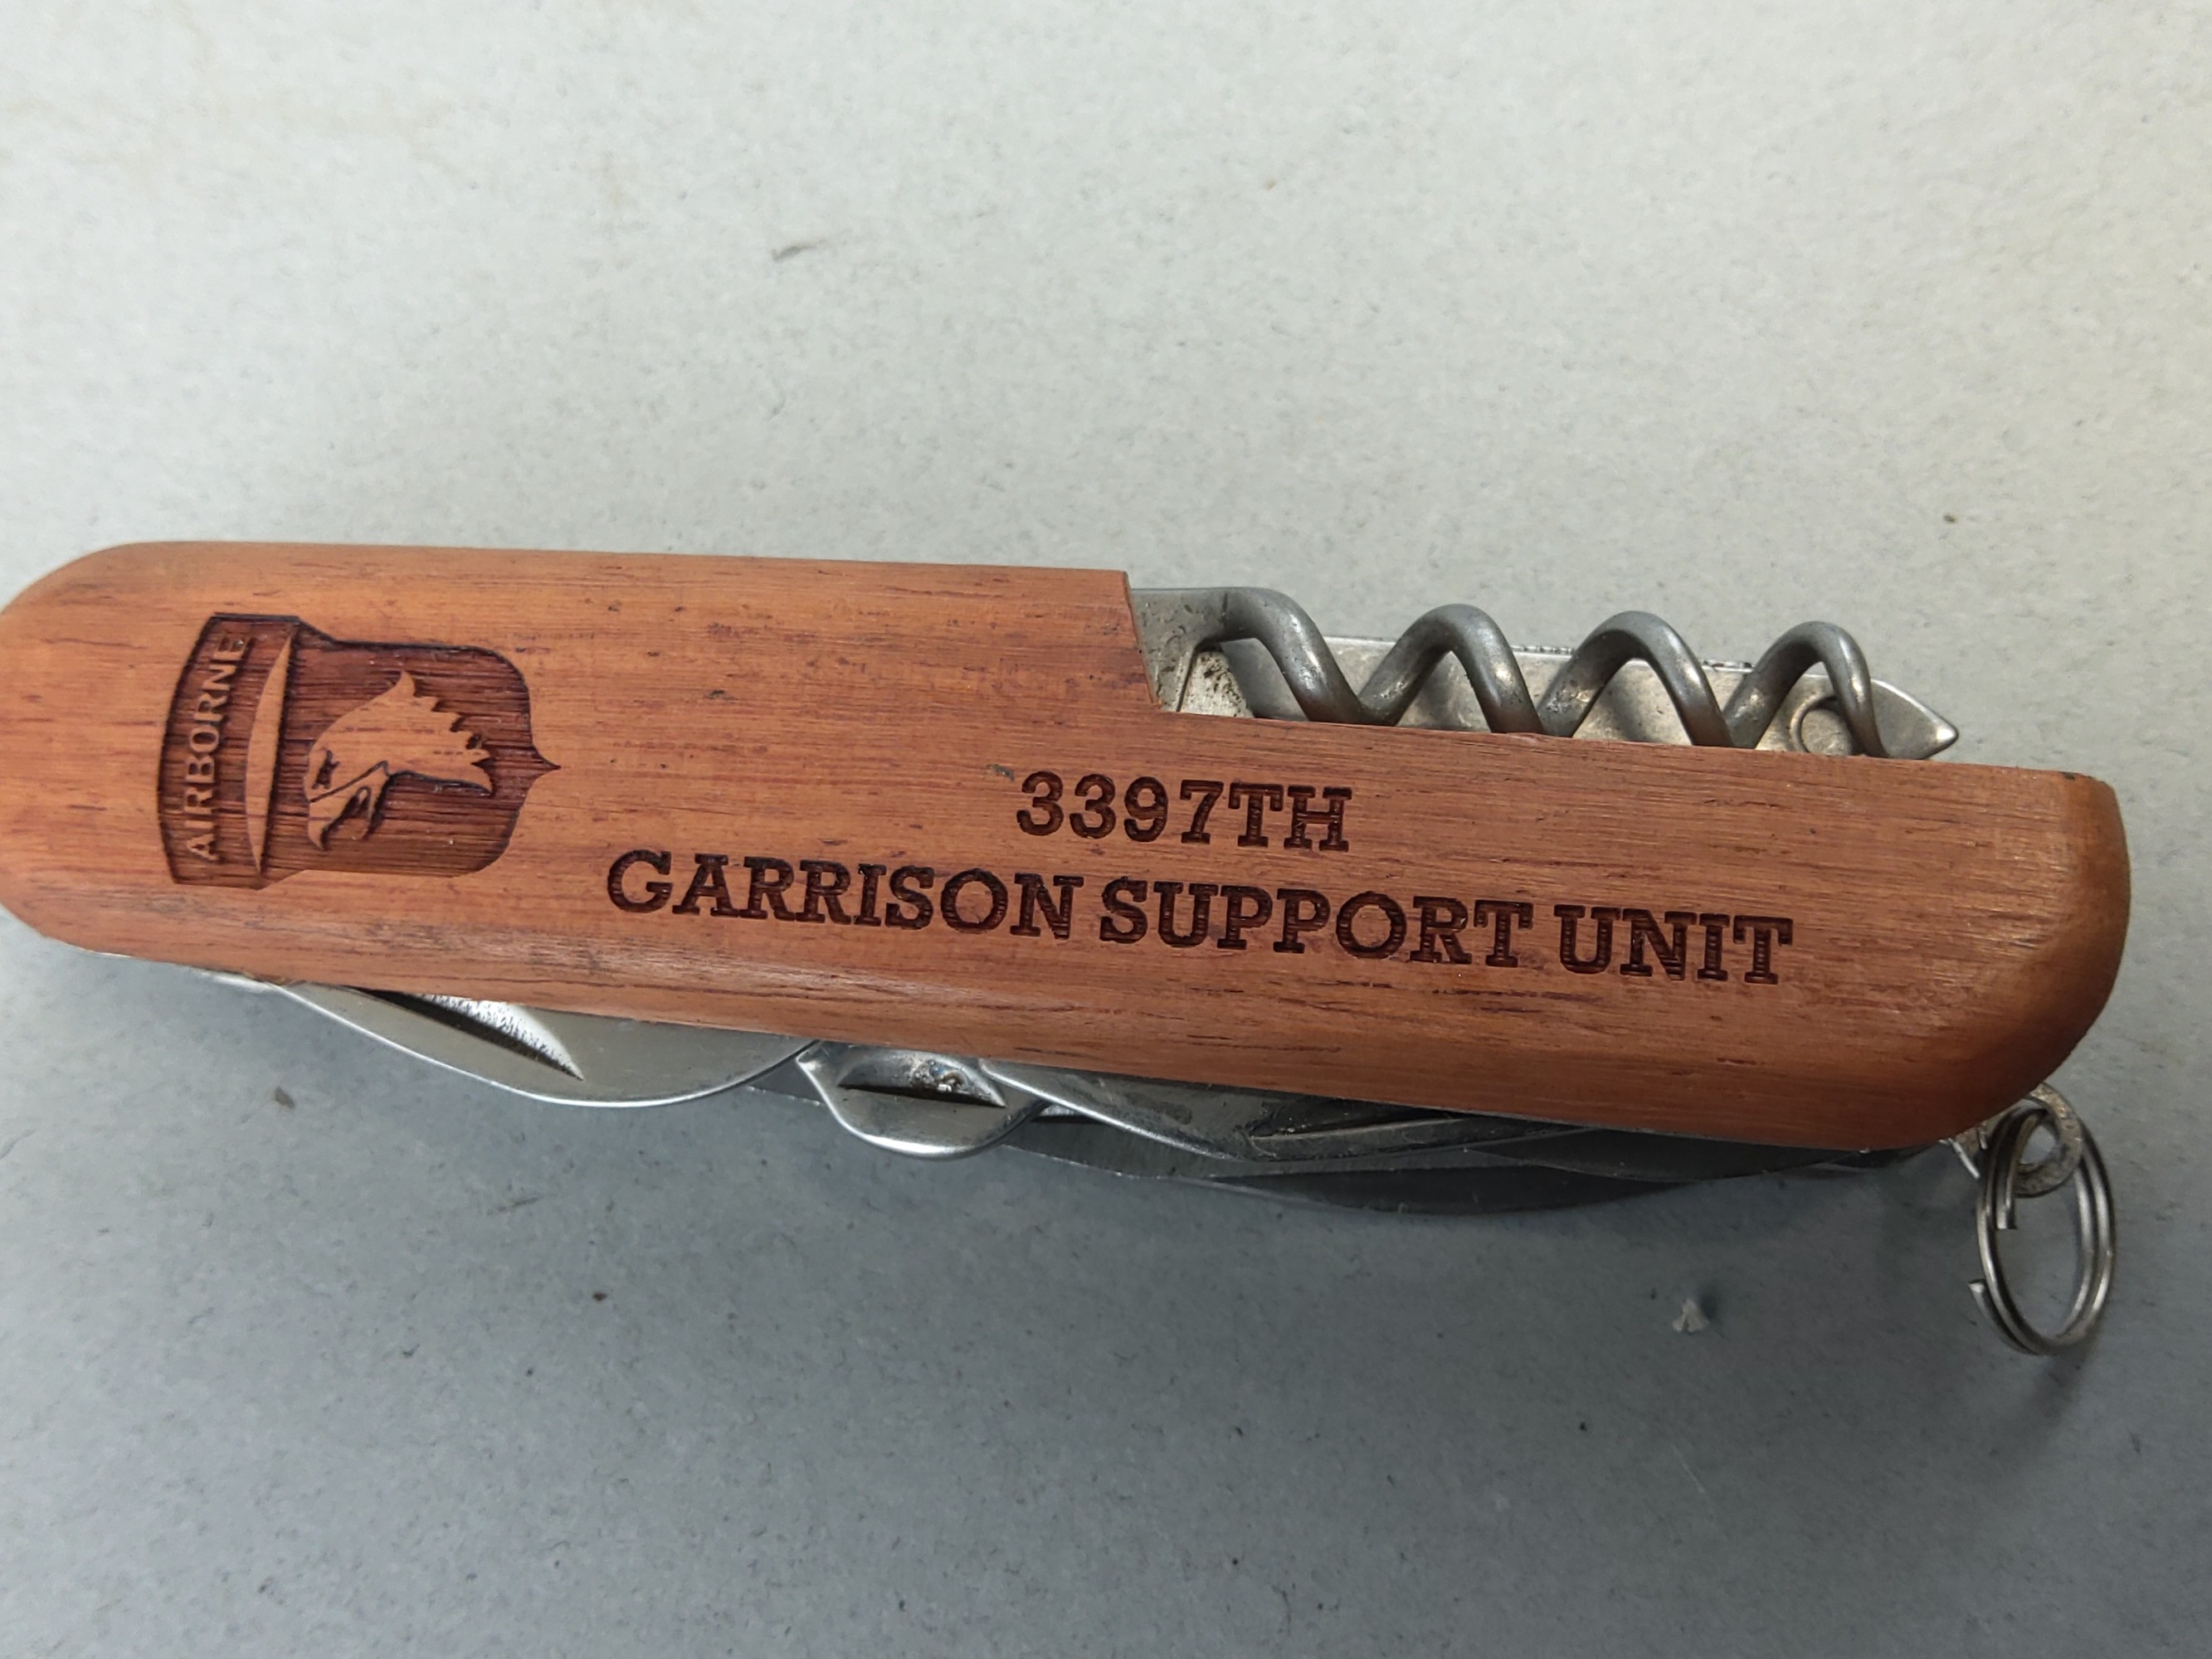 AIRBORNE
3397TH
GARRISON SUPPORT UNIT